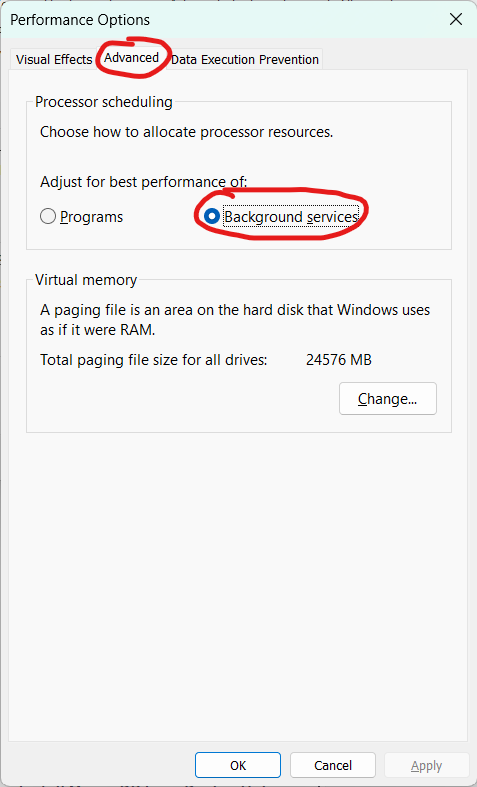 Performance Options
Visual Effects Advanced Data Execution Prevention
Processor scheduling
Choose how to allocate processor resources.
Adjust for best performance of:
Programs Background services
Virtual memory
A paging file is an area on the hard disk that Windows uses
as if it were RAM.
Total paging file size for all drives: 24576 MB
Change...
OK Cancel Apply